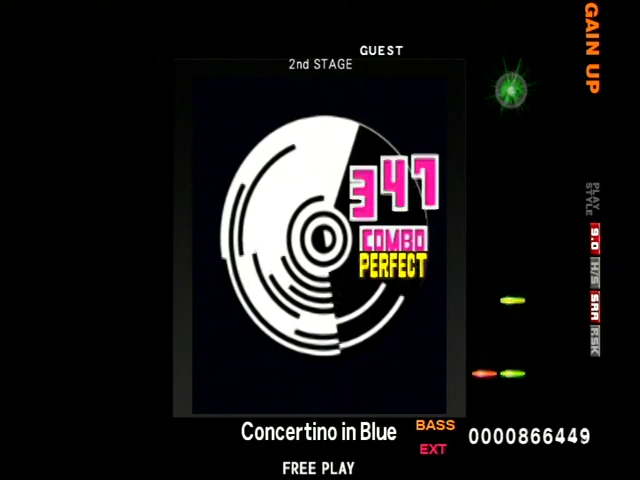 GUEST
2nd STAGE
GAIN UP
347
COMBO
PERFECT
PLAY
STYLE
9.0
H/S
SRR
RSK
Concertino in Blue
BASS
EXT
0000866449
FREE PLAY